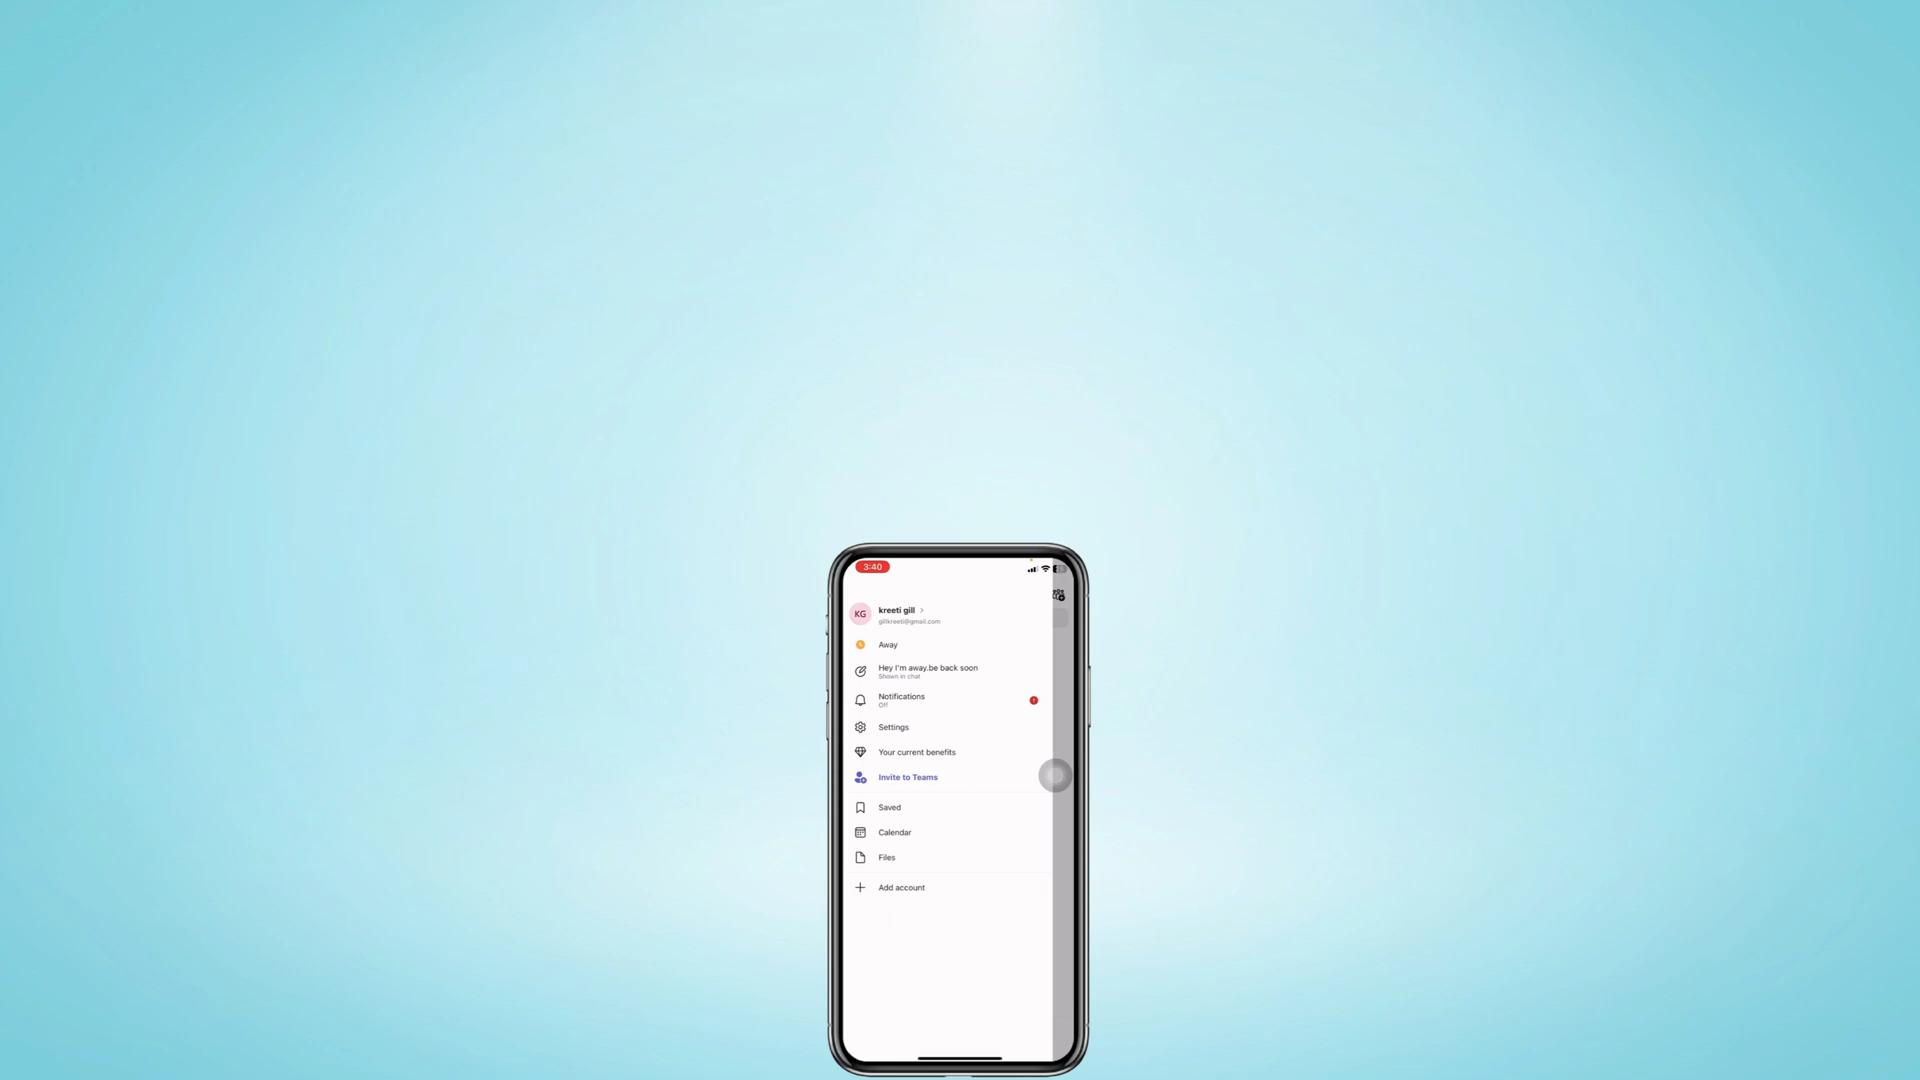 3:40
KG
kreeti gill
gillkreeti@gmail.com
Away
Hey I'm away.be back soon
Shown in chat
Notifications
Off
Settings
Your current benefits
Invite to Teams
Saved
Calendar
Files
Add account